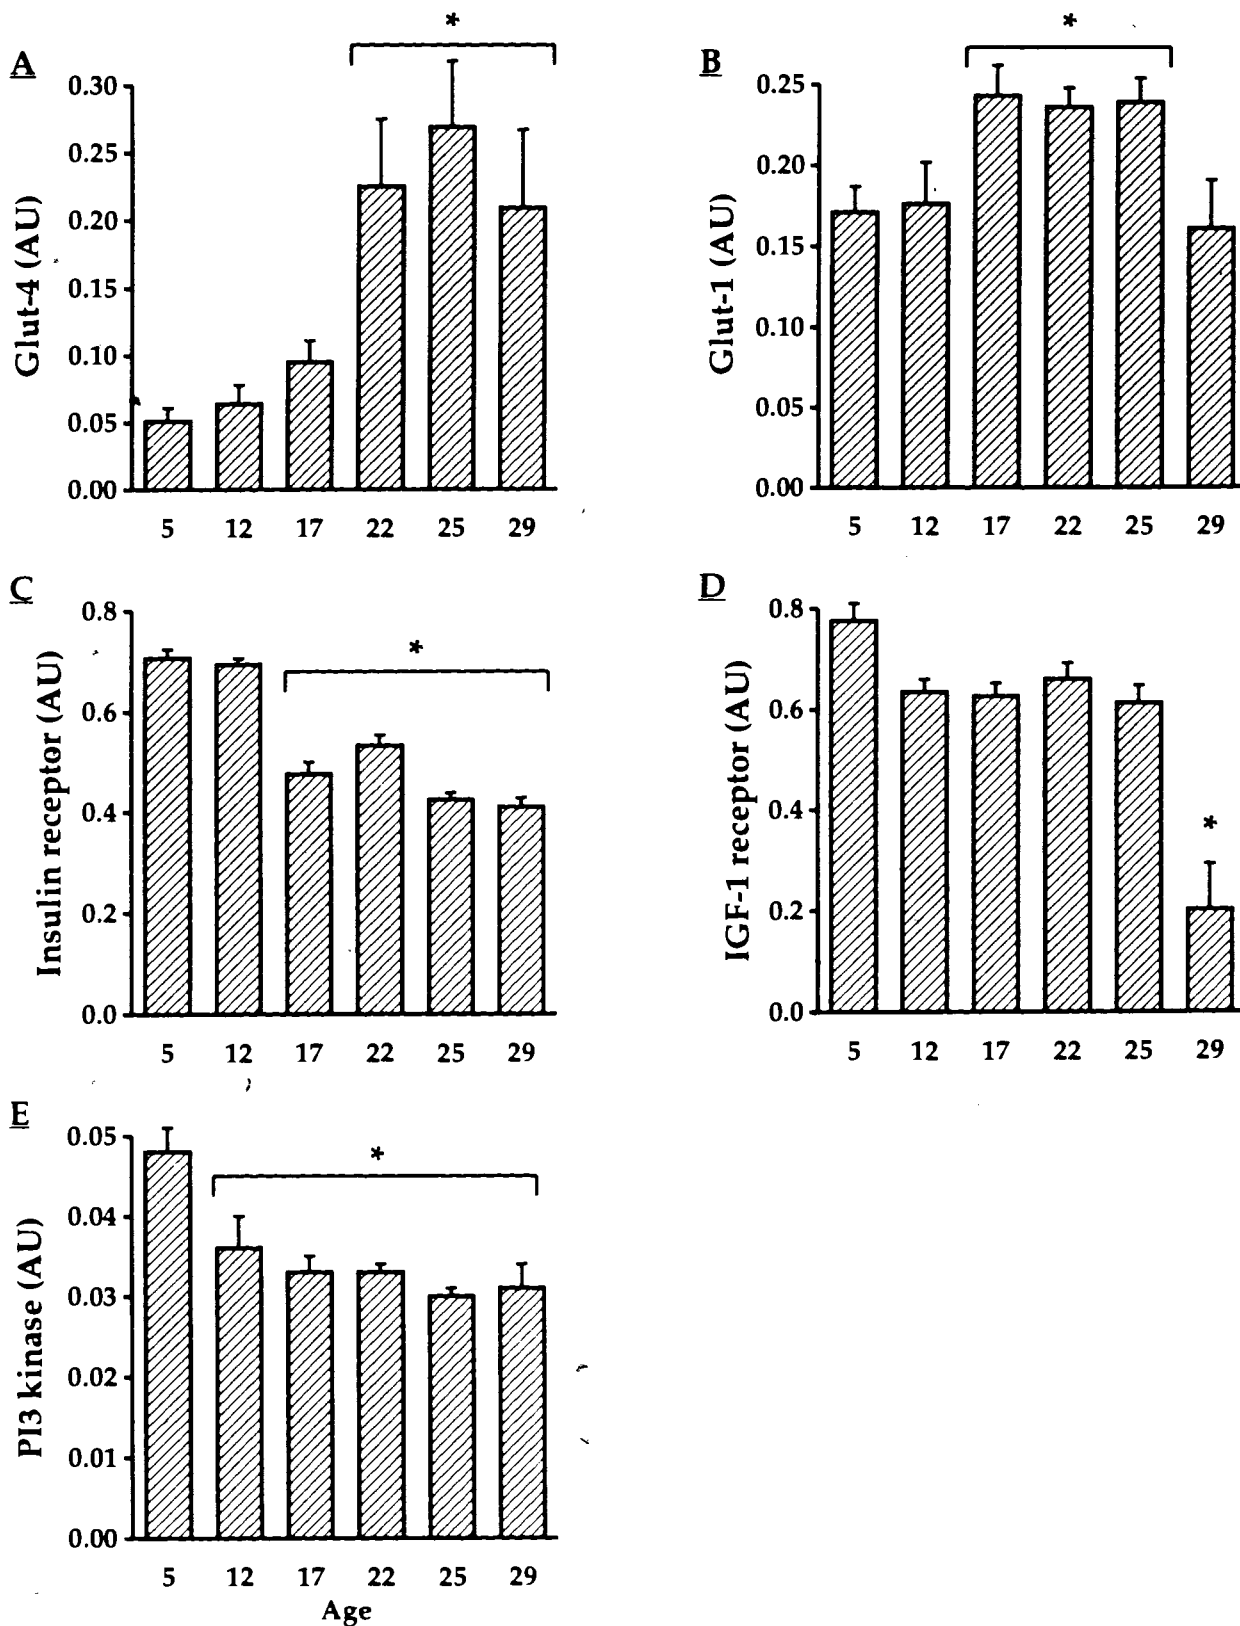 *
A
0.30
0.25
0.20
0.15
0.10
0.05
0.00
Glut-4 (AU)
5 12 17 22 25 29
*
B
0.25
0.20
0.15
0.10
0.05
0.00
Glut-1 (AU)
5 12 17 22 25 29
C
0.8
0.6
0.4
0.2
0.0
Insulin receptor (AU)
*
5 12 17 22 25 29
D
0.8
0.6
0.4
0.2
0.0
IGF-1 receptor (AU)
*
5 12 17 22 25 29
E
0.05
0.04
0.03
0.02
0.01
0.00
PI3 kinase (AU)
*
5 12 17 22 25 29
Age